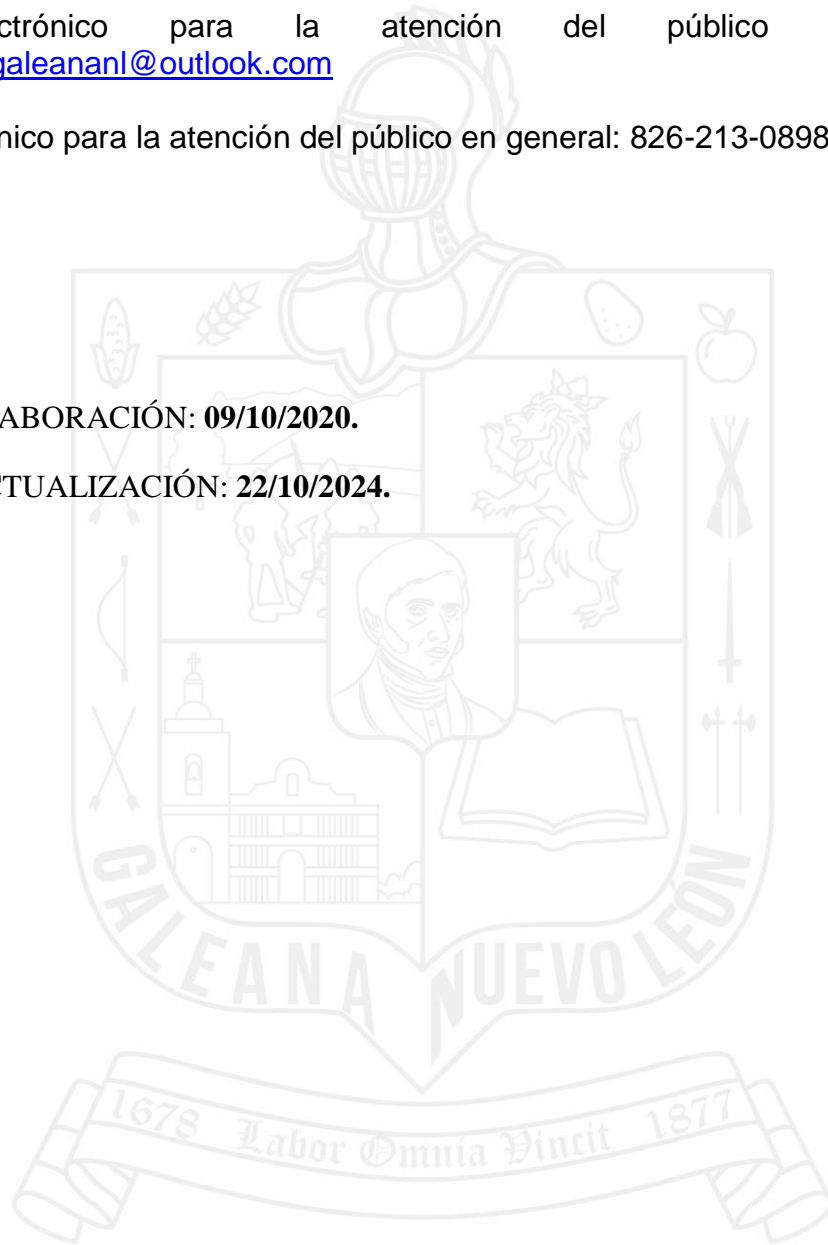 ctrónico para la atención del público
galeananl@outlook.com
nico para la atención del público en general: 826-213-0898
ABORACIÓN: 09/10/2020.
CTUALIZACIÓN: 22/10/2024.
GALEANA NUEVO LEÓN
1678 Labor Omnia Vincit 1877